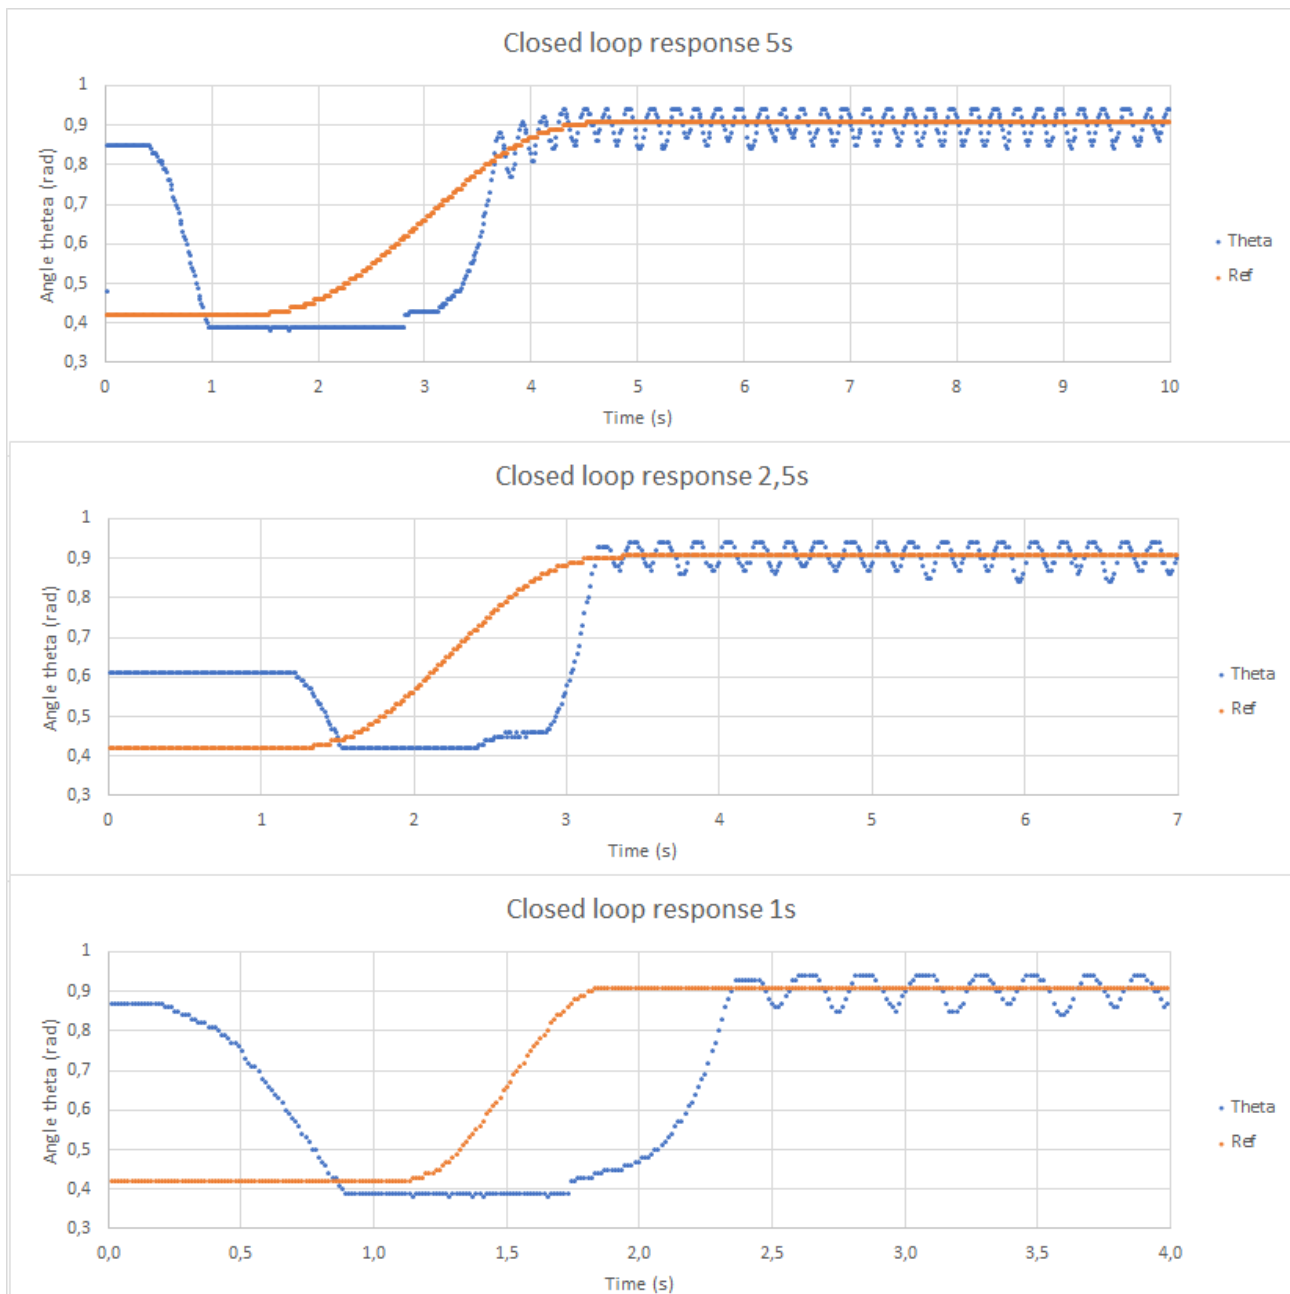 Closed loop response 5s
Angle thetea (rad)
1
0,9
0,8
0,7
0,6
0,5
0,4
0,3
0 1 2 3 4 5 6 7 8 9 10
Time (s)
Theta
Ref
Closed loop response 2,5s
Angle theta (rad)
1
0,9
0,8
0,7
0,6
0,5
0,4
0,3
0 1 2 3 4 5 6 7
Time (s)
Theta
Ref
Closed loop response 1s
Angle theta (rad)
1
0,9
0,8
0,7
0,6
0,5
0,4
0,3
0,0 0,5 1,0 1,5 2,0 2,5 3,0 3,5 4,0
Time (s)
Theta
Ref